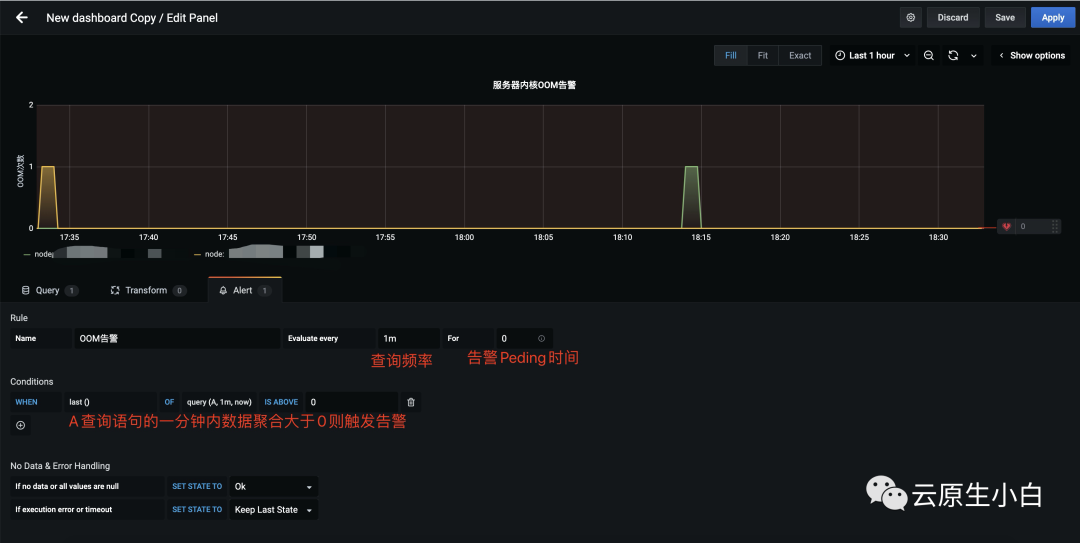 New dashboard Copy / Edit Panel
Discard
Save
Apply
Fill
Fit
Exact
Last 1 hour
Show options
服务器内核OOM告警
OOM次数
2
1
0
17:35
17:40
17:45
17:50
17:55
18:00
18:05
18:10
18:15
18:20
18:25
18:30
0
node
node:
Query 1
Transform 0
Alert 1
Rule
Name
OOM告警
Evaluate every
1m
For
0
查询频率
告警Peding时间
Conditions
WHEN
last ()
OF
query (A, 1m, now)
IS ABOVE
0
A查询语句的一分钟内数据聚合大于0则触发告警
No Data & Error Handling
If no data or all values are null
SET STATE TO
Ok
If execution error or timeout
SET STATE TO
Keep Last State
云原生小白